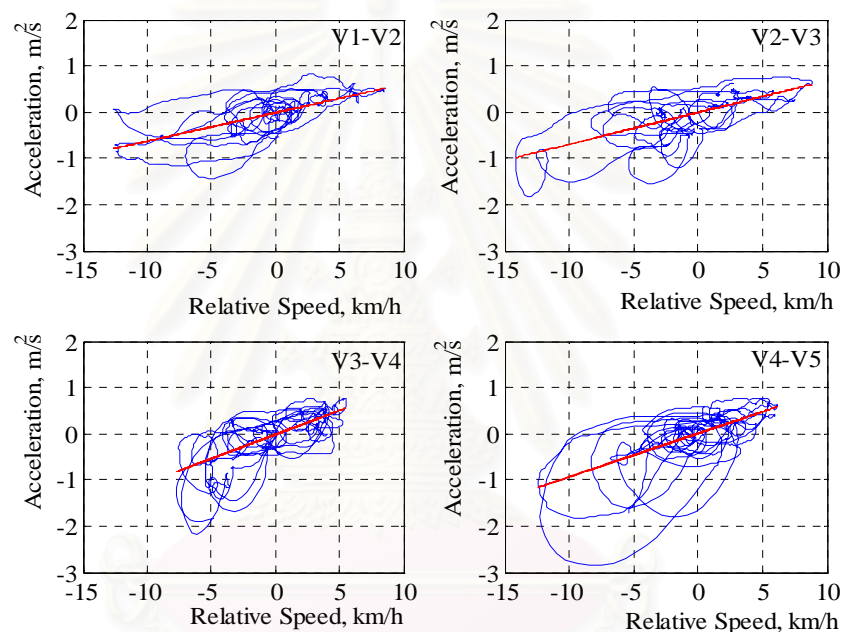 V1-V2
Acceleration, m/s²
2
1
0
-1
-2
-3
-15 -10 -5 0 5 10
Relative Speed, km/h
V2-V3
Acceleration, m/s²
2
1
0
-1
-2
-3
-15 -10 -5 0 5 10
Relative Speed, km/h
V3-V4
Acceleration, m/s²
2
1
0
-1
-2
-3
-15 -10 -5 0 5 10
Relative Speed, km/h
V4-V5
Acceleration, m/s²
2
1
0
-1
-2
-3
-15 -10 -5 0 5 10
Relative Speed, km/h